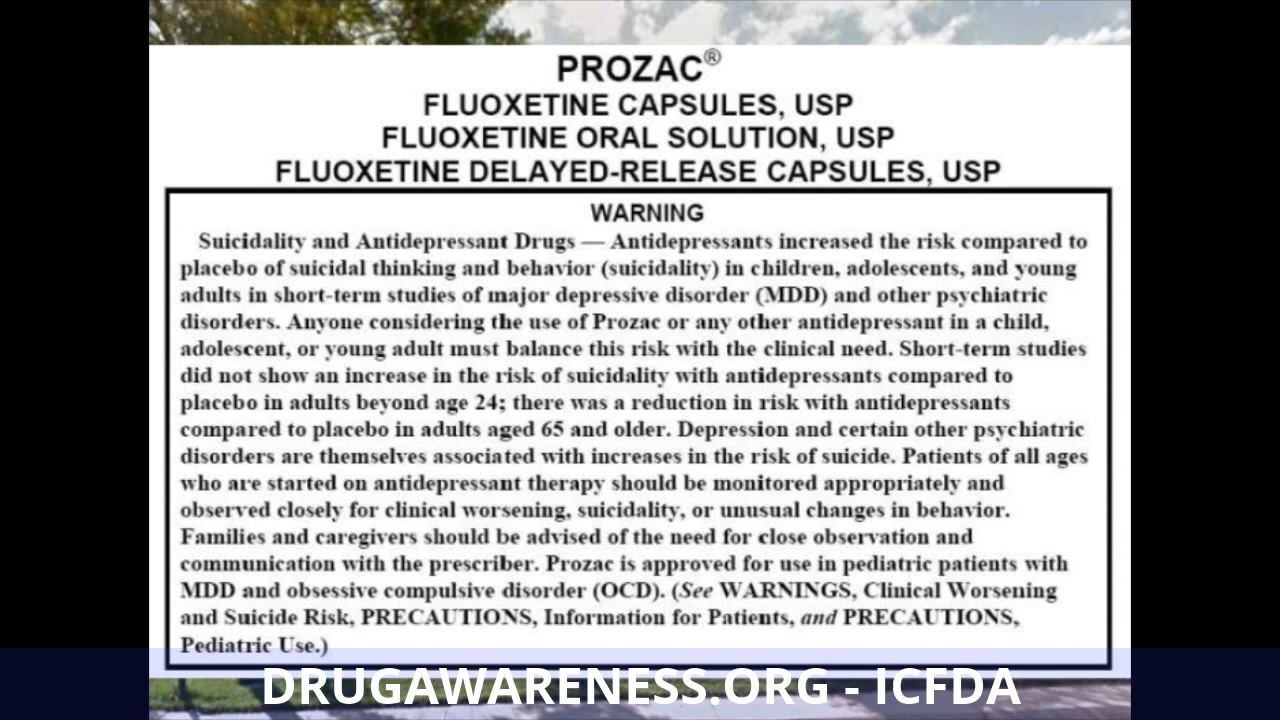 PROZAC®
FLUOXETINE CAPSULES, USP
FLUOXETINE ORAL SOLUTION, USP
FLUOXETINE DELAYED-RELEASE CAPSULES, USP
WARNING
Suicidality and Antidepressant Drugs — Antidepressants increased the risk compared to
placebo of suicidal thinking and behavior (suicidality) in children, adolescents, and young
adults in short-term studies of major depressive disorder (MDD) and other psychiatric
disorders. Anyone considering the use of Prozac or any other antidepressant in a child,
adolescent, or young adult must balance this risk with the clinical need. Short-term studies
did not show an increase in the risk of suicidality with antidepressants compared to
placebo in adults beyond age 24; there was a reduction in risk with antidepressants
compared to placebo in adults aged 65 and older. Depression and certain other psychiatric
disorders are themselves associated with increases in the risk of suicide. Patients of all ages
who are started on antidepressant therapy should be monitored appropriately and
observed closely for clinical worsening, suicidality, or unusual changes in behavior.
Families and caregivers should be advised of the need for close observation and
communication with the prescriber. Prozac is approved for use in pediatric patients with
MDD and obsessive compulsive disorder (OCD). (See WARNINGS, Clinical Worsening
and Suicide Risk, PRECAUTIONS, Information for Patients, and PRECAUTIONS,
Pediatric Use.)
DRUGAWARENESS.ORG - ICFDA